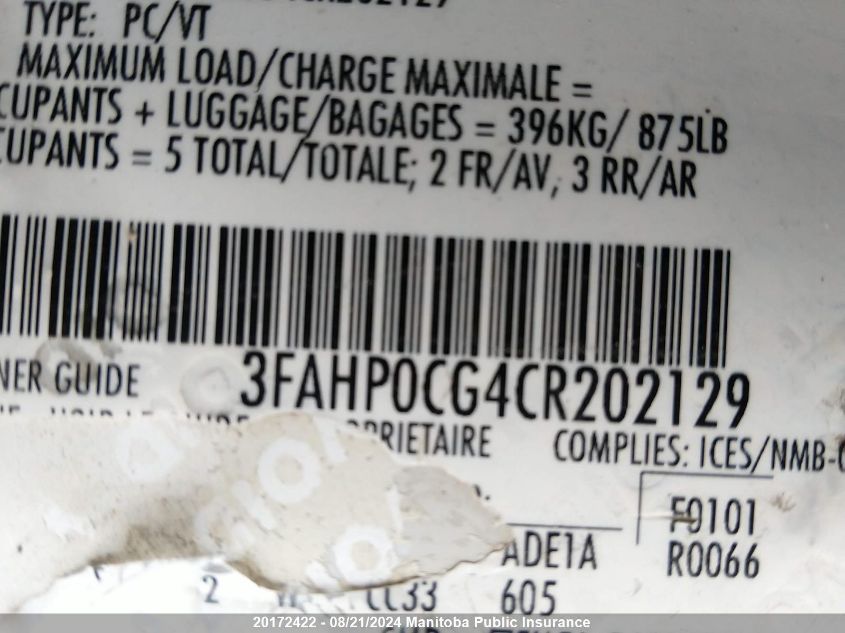 TYPE: PC/VT
MAXIMUM LOAD/CHARGE MAXIMALE =
CUPANTS + LUGGAGE/BAGAGES = 396KG/ 875LB
CUPANTS = 5 TOTAL/TOTALE; 2 FR/AV, 3 RR/AR
NER GUIDE 3FAHP0CG4CR202129
PRIETAIRE COMPLIES: ICES/NMB-0
F0101
ADE1A R0066
2 CC33 605
20172422 - 08/21/2024 Manitoba Public Insurance